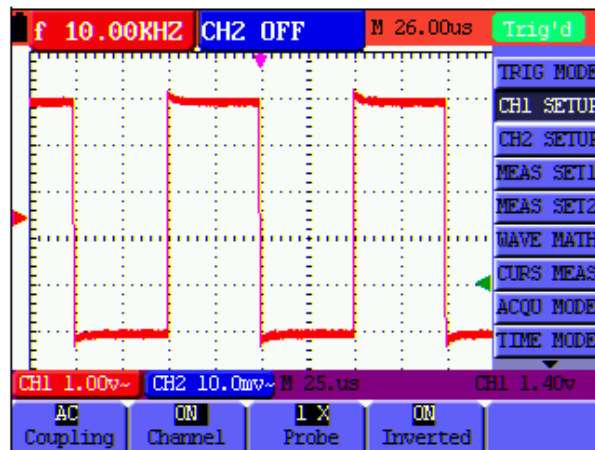 f 10.00KHZ CH2 OFF M 26.00us Trig'd
TRIG MODE
CH1 SETUP
CH2 SETUP
MEAS SET1
MEAS SET2
WAVE MATH
CURS MEAS
ACQU MODE
TIME MODE
CH1 1.00v~ CH2 10.0mv~ M 25.us CH1 1.40v
AC ON 1 X ON
Coupling Channel Probe Inverted